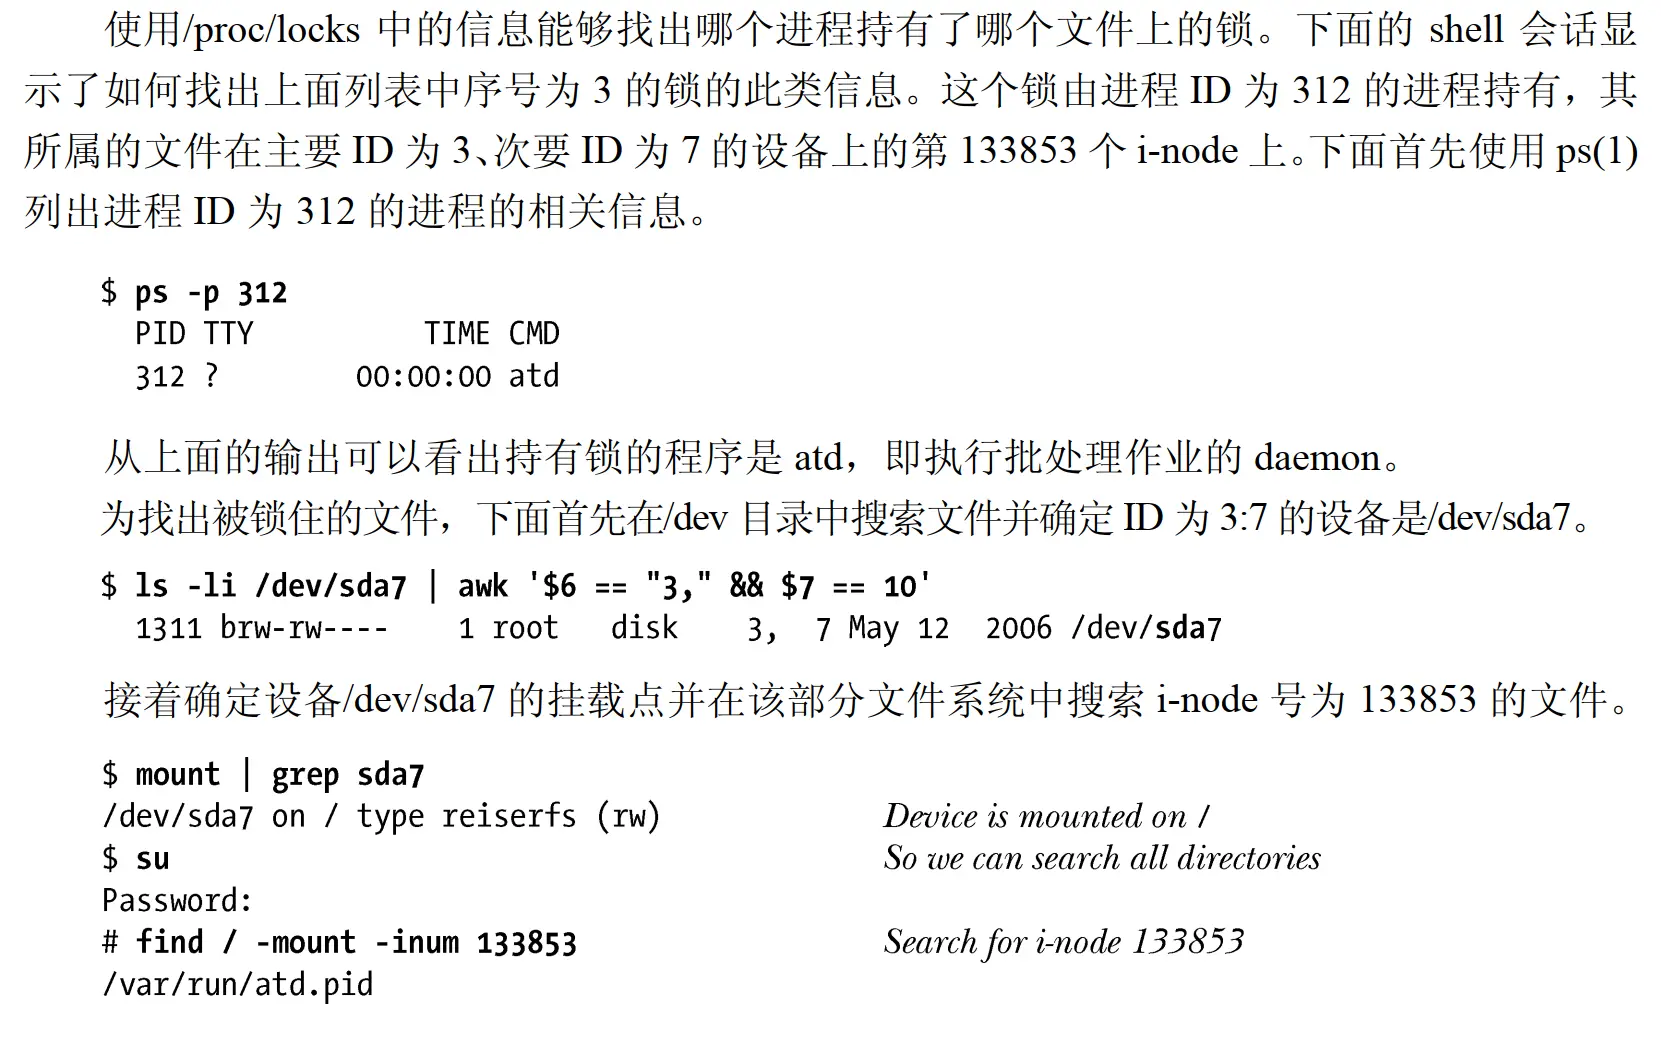 使用/proc/locks 中的信息能够找出哪个进程持有了哪个文件上的锁。下面的 shell 会话显
示了如何找出上面列表中序号为 3 的锁的此类信息。这个锁由进程 ID 为 312 的进程持有，其
所属的文件在主要 ID 为 3、次要 ID 为 7 的设备上的第 133853 个 i-node 上。下面首先使用 ps(1)
列出进程 ID 为 312 的进程的相关信息。
$ ps -p 312
PID TTY TIME CMD
312 ? 00:00:00 atd
从上面的输出可以看出持有锁的程序是 atd，即执行批处理作业的 daemon。
为找出被锁住的文件，下面首先在/dev 目录中搜索文件并确定 ID 为 3:7 的设备是/dev/sda7。
$ ls -li /dev/sda7 | awk '$6 == "3," && $7 == 10'
1311 brw-rw---- 1 root disk 3, 7 May 12 2006 /dev/sda7
接着确定设备/dev/sda7 的挂载点并在该部分文件系统中搜索 i-node 号为 133853 的文件。
$ mount | grep sda7
/dev/sda7 on / type reiserfs (rw) Device is mounted on /
$ su So we can search all directories
Password:
# find / -mount -inum 133853 Search for i-node 133853
/var/run/atd.pid